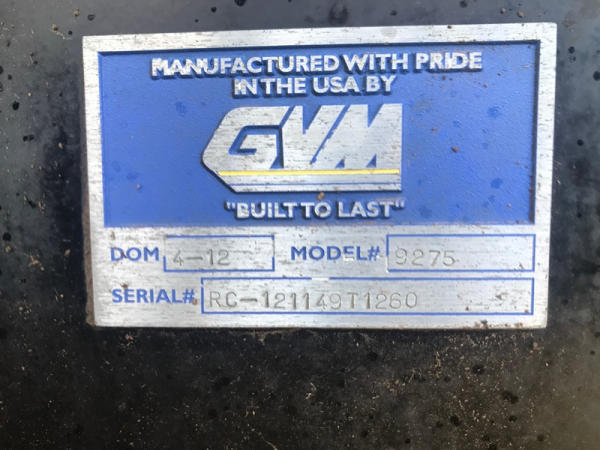 MANUFACTURED WITH PRIDE
IN THE USA BY
GVM
"BUILT TO LAST"
DOM 4-12 MODEL# 9275
SERIAL# RC-121149T1260